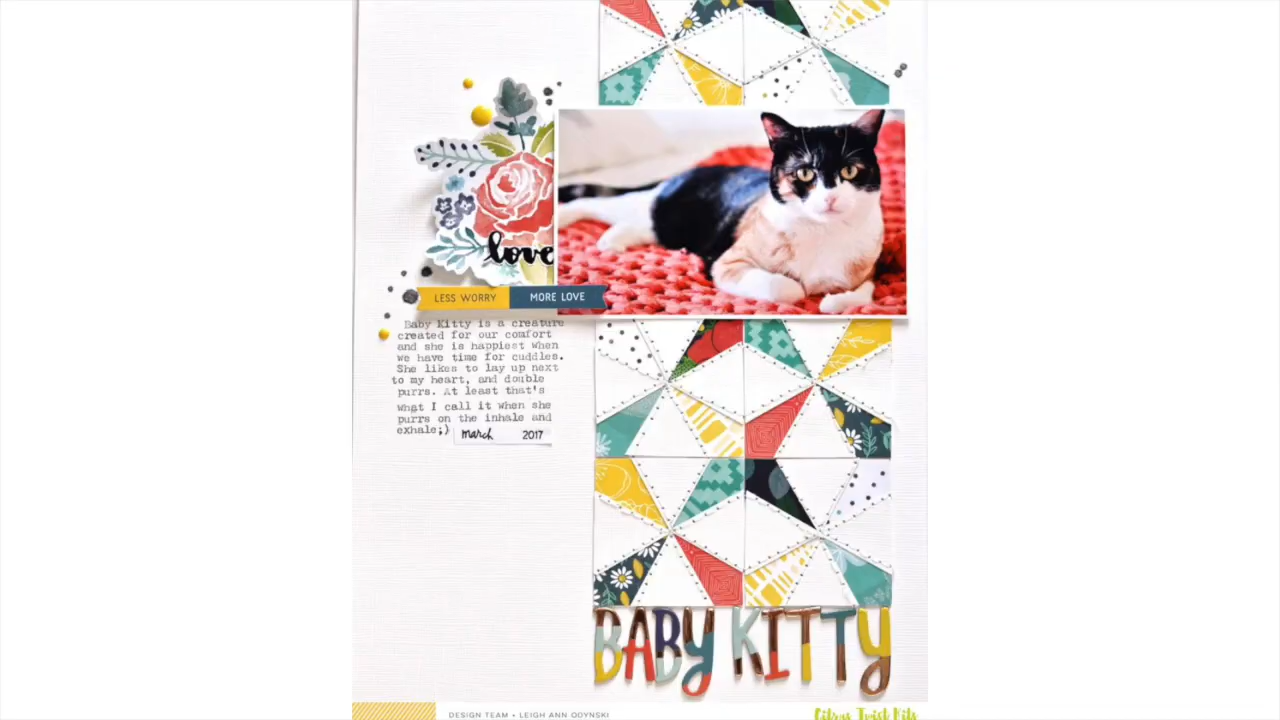 love
LESS WORRY MORE LOVE
Baby Kitty is a creature
created for our comfort
and she is happiest when
we have time for cuddles.
She likes to lay up next
to my heart, and double
purrs. At least that's
what I call it when she
purrs on the inhale and
exhale;)
march 2017
BABY KITTY
DESIGN TEAM • LEIGH ANN ODYNSKI
Citrus Twist Kits